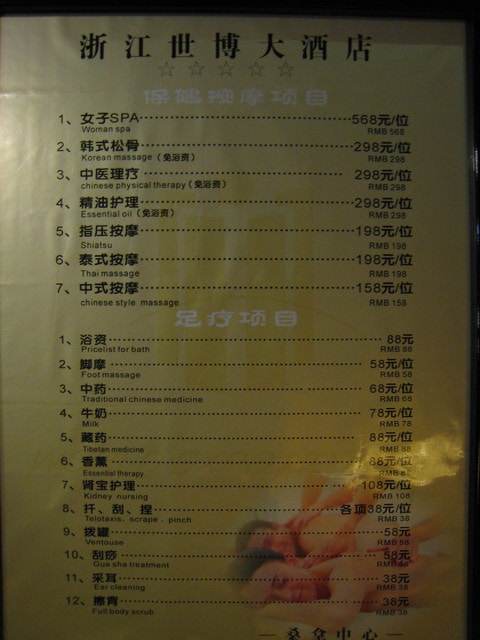 浙江世博大酒店
☆☆☆☆☆
保健按摩项目
1、女子SPA··········568元/位
Woman spa RMB 568
2、韩式松骨··········298元/位
Korean massage (免浴资) RMB 298
3、中医理疗··········298元/位
chinese physical therapy (免浴资) RMB 298
4、精油护理··········298元/位
Essential oil (免浴资) RMB 298
5、指压按摩··········198元/位
Shiatsu RMB 198
6、泰式按摩··········198元/位
Thai massage RMB 198
7、中式按摩··········158元/位
chinese style massage RMB 158
足疗项目
1、浴资··········88元
Pricelist for bath RMB 88
2、脚摩··········58元/位
Foot massage RMB 58
3、中药··········68元/位
Traditional chinese medicine RMB 68
4、牛奶··········78元/位
Milk RMB 78
5、藏药··········88元/位
Tibetan medicine RMB 88
6、香薰··········88元/位
Essential therapy RMB 88
7、肾宝护理··········108元/位
Kidney nursing RMB 108
8、扦、刮、捏··········各项38元/位
Telotexis、scrape、pinch RMB 38
9、拨罐··········58元
Ventouse RMB 58
10、刮痧··········58元
Gua sha treatment RMB
11、采耳··········38元
Ear cleaning RMB 38
12、擦背··········38元
Full body scrub RMB 38
— 桑拿中心 —